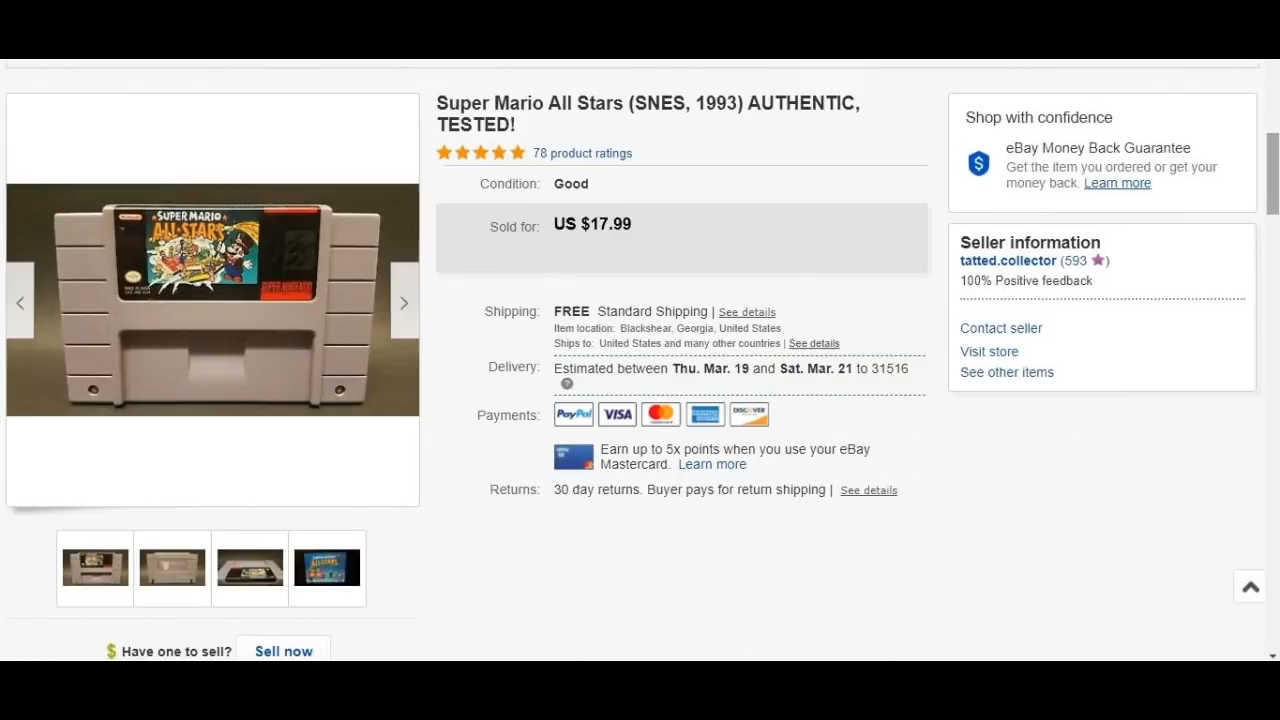 Super Mario All Stars (SNES, 1993) AUTHENTIC,
TESTED!
78 product ratings
Condition: Good
Sold for: US $17.99
Shipping: FREE Standard Shipping | See details
Item location: Blackshear, Georgia, United States
Ships to: United States and many other countries | See details
Delivery: Estimated between Thu. Mar. 19 and Sat. Mar. 21 to 31516
?
Payments: PayPal VISA DISCOVER
Earn up to 5x points when you use your eBay
Mastercard. Learn more
Returns: 30 day returns. Buyer pays for return shipping | See details
Shop with confidence
$
eBay Money Back Guarantee
Get the item you ordered or get your
money back. Learn more
Seller information
tatted.collector (593 )
100% Positive feedback
Contact seller
Visit store
See other items
SUPER MARIO
ALL-STARS
SUPER NINTENDO
$ Have one to sell? Sell now